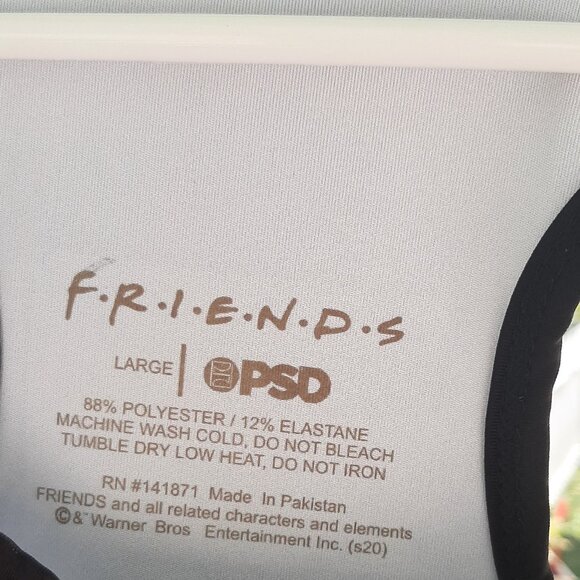 F·R·I·E·N·D·S
LARGE | PSD
88% POLYESTER / 12% ELASTANE
MACHINE WASH COLD, DO NOT BLEACH
TUMBLE DRY LOW HEAT, DO NOT IRON
RN #141871 Made In Pakistan
FRIENDS and all related characters and elements
©&™ Warner Bros Entertainment Inc. (s20)